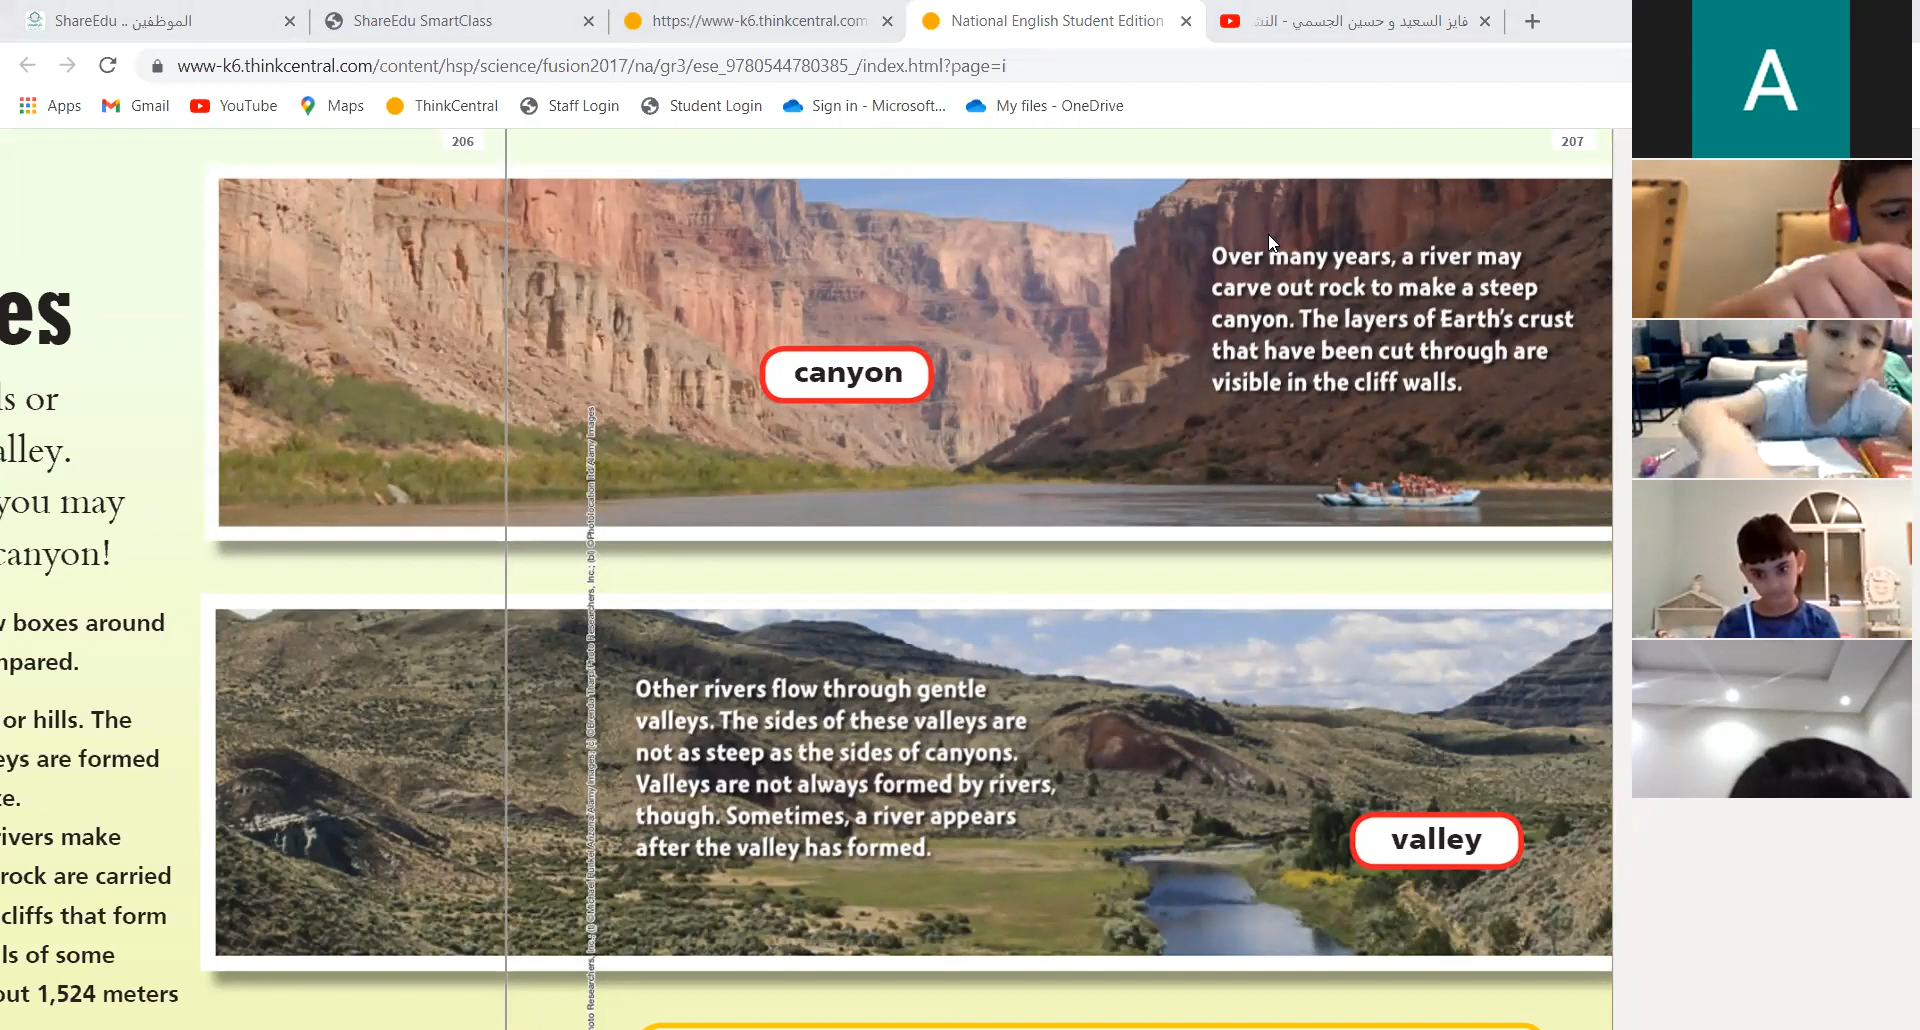 الموظفين .. ShareEdu
ShareEdu SmartClass
https://www-k6.thinkcentral.com
National English Student Edition
فايز السعيد و حسين الجسمي - النش
www-k6.thinkcentral.com/content/hsp/science/fusion2017/na/gr3/ese_9780544780385_/index.html?page=i
Apps
Gmail
YouTube
Maps
ThinkCentral
Staff Login
Student Login
Sign in - Microsoft...
My files - OneDrive
A
206
207
es
ls or
alley.
you may
canyon!
w boxes around
mpared.
or hills. The
eys are formed
te.
rivers make
rock are carried
cliffs that form
ls of some
out 1,524 meters
canyon
Over many years, a river may
carve out rock to make a steep
canyon. The layers of Earth's crust
that have been cut through are
visible in the cliff walls.
Other rivers flow through gentle
valleys. The sides of these valleys are
not as steep as the sides of canyons.
Valleys are not always formed by rivers,
though. Sometimes, a river appears
after the valley has formed.
valley